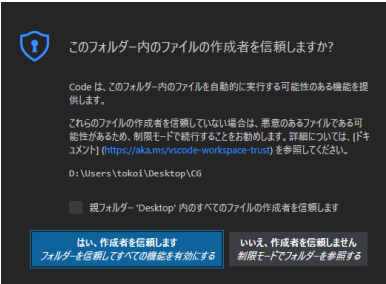 このフォルダー内のファイルの作成者を信頼しますか?
Code は、このフォルダー内のファイルを自動的に実行する可能性のある機能を提
供します。
これらのファイルの作成者を信頼していない場合は、悪意のあるファイルである可
能性があるため、制限モードで続行することをお勧めします。詳細については、[ドキ
ュメント] (https://aka.ms/vscode-workspace-trust) を参照してください。
D:\Users\tokoi\Desktop\CG
親フォルダー 'Desktop' 内のすべてのファイルの作成者を信頼します
はい、作成者を信頼します
フォルダーを信頼してすべての機能を有効にする
いいえ、作成者を信頼しません
制限モードでフォルダーを参照する